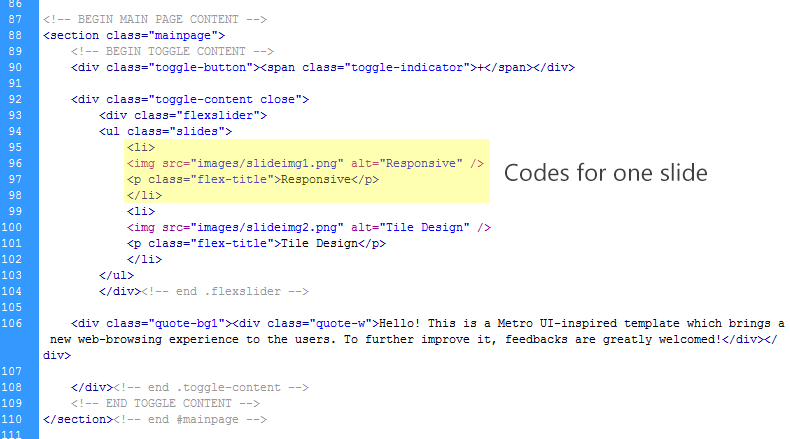 86
87 <!-- BEGIN MAIN PAGE CONTENT -->
88 <section class="mainpage">
89 <!-- BEGIN TOGGLE CONTENT -->
90 <div class="toggle-button"><span class="toggle-indicator">+</span></div>
91
92 <div class="toggle-content close">
93 <div class="flexslider">
94 <ul class="slides">
95 <li>
96 <img src="images/slideimg1.png" alt="Responsive" />
97 <p class="flex-title">Responsive</p>
98 </li>
Codes for one slide
99 <li>
100 <img src="images/slideimg2.png" alt="Tile Design" />
101 <p class="flex-title">Tile Design</p>
102 </li>
103 </ul>
104 </div><!-- end .flexslider -->
105
106 <div class="quote-bg1"><div class="quote-w">Hello! This is a Metro UI-inspired template which brings a
new web-browsing experience to the users. To further improve it, feedbacks are greatly welcomed!</div></
div>
107
108 </div><!-- end .toggle-content -->
109 <!-- END TOGGLE CONTENT -->
110 </section><!-- end #mainpage -->
111